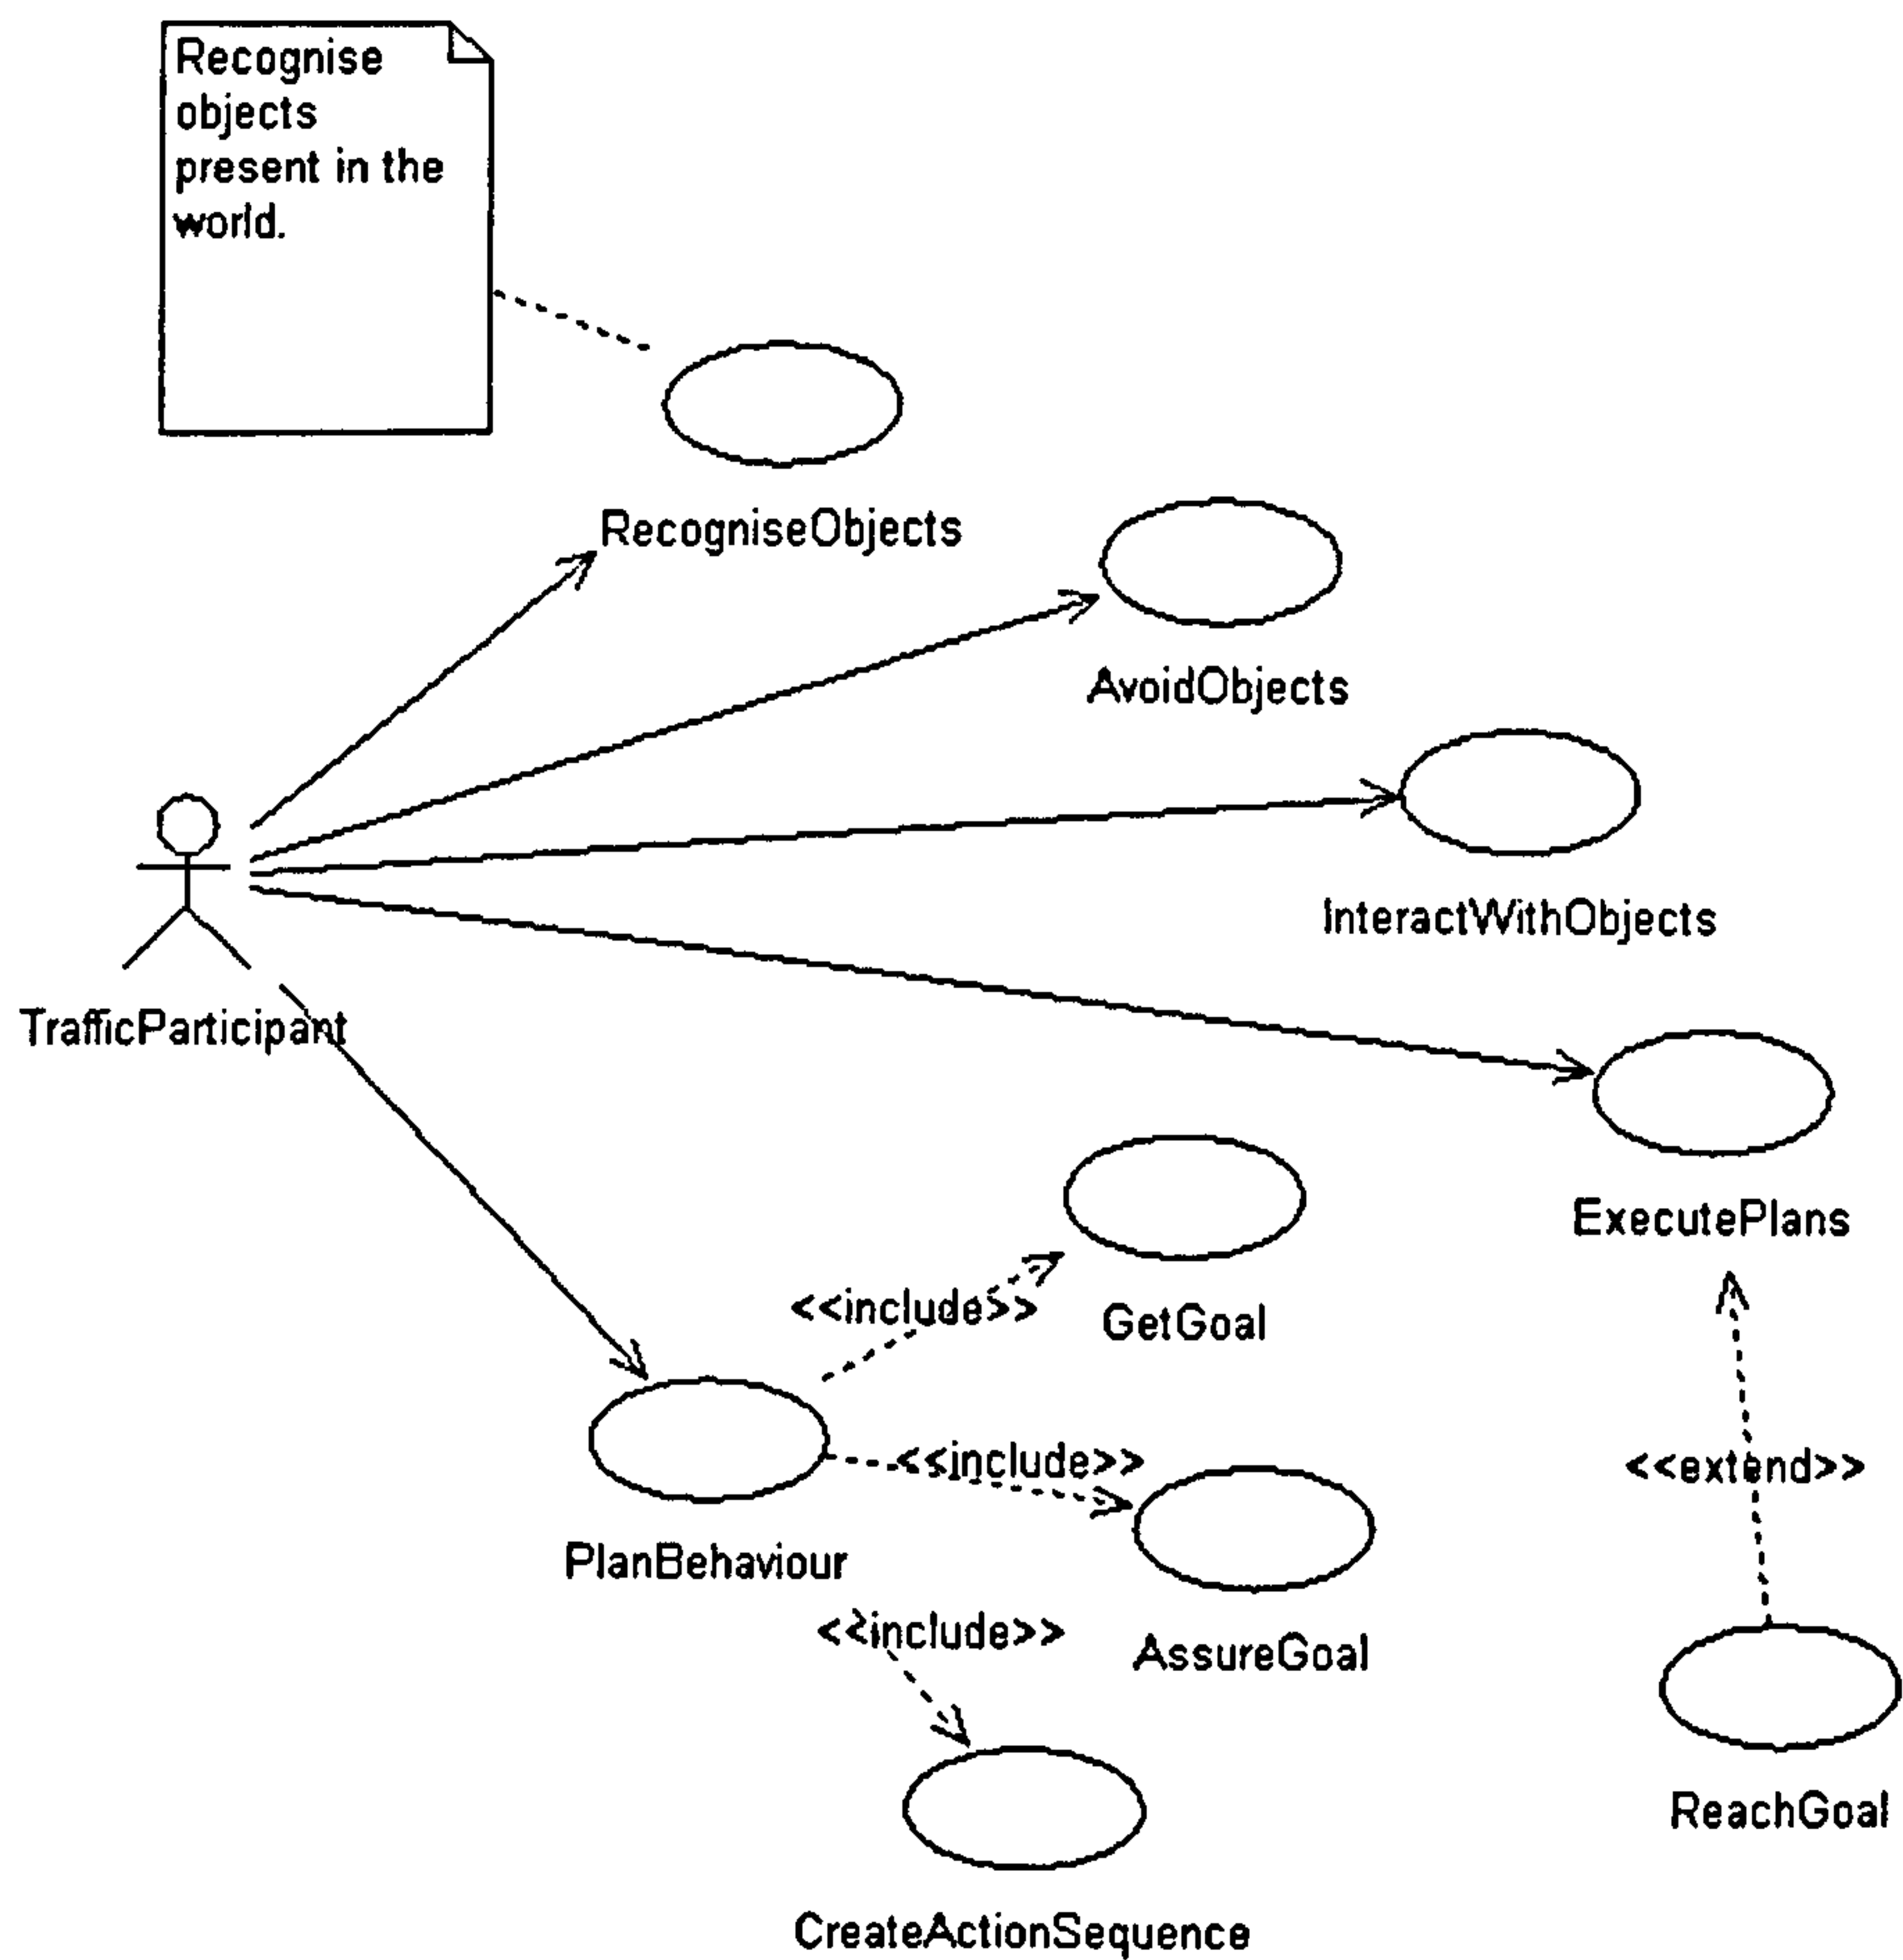 Recognise
objects
present in the
world.
RecogniseObjects
AvoidObjects
InteractWithObjects
TrafficParticipant
ExecutePlans
<<include>>
GetGoal
<<include>>
<<extend>>
PlanBehaviour
<<include>>
AssureGoal
ReachGoal
CreateActionSequence